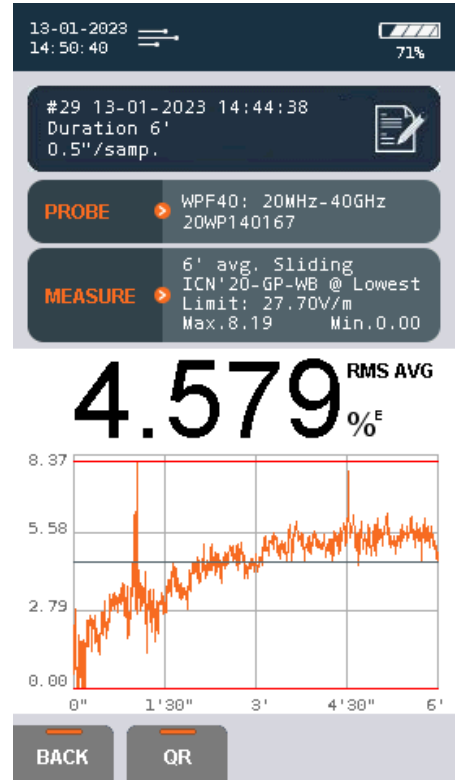 13-01-2023
14:50:40
71%
#29 13-01-2023 14:44:38
Duration 6'
0.5"/samp.
PROBE
WPF40: 20MHz-40GHz
20WP140167
MEASURE
6' avg. Sliding
ICN'20-GP-WB @ Lowest
Limit: 27.70V/m
Max.8.19 Min.0.00
4.579 RMS AVG
%E
8.37
5.58
2.79
0.00
0" 1'30" 3' 4'30" 6'
BACK QR